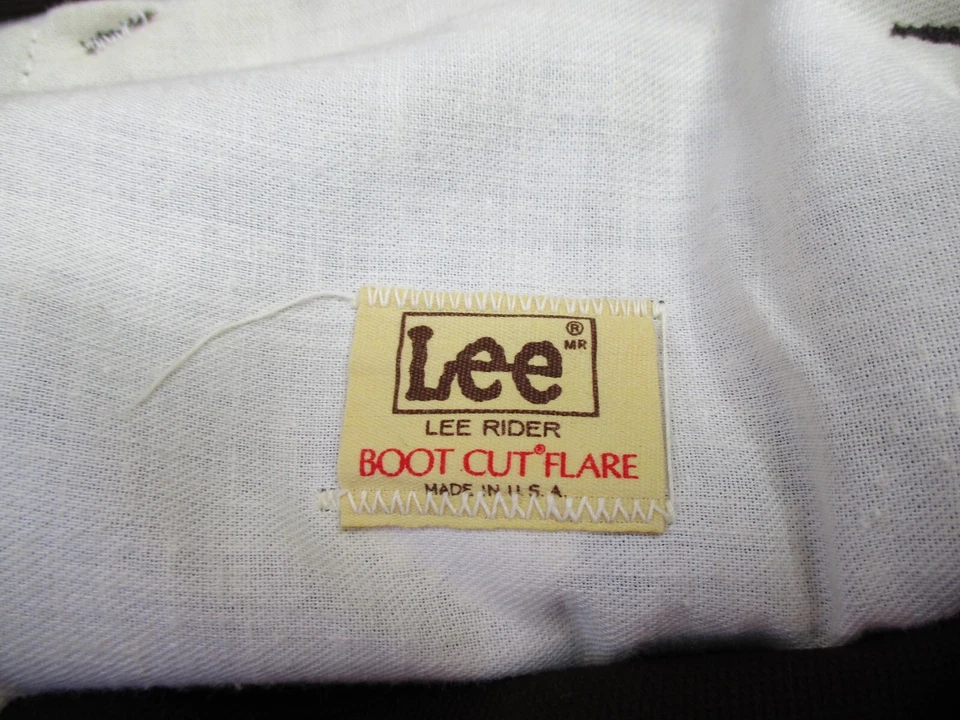 Lee ®
MR
LEE RIDER
BOOT CUT® FLARE
MADE IN U.S.A.